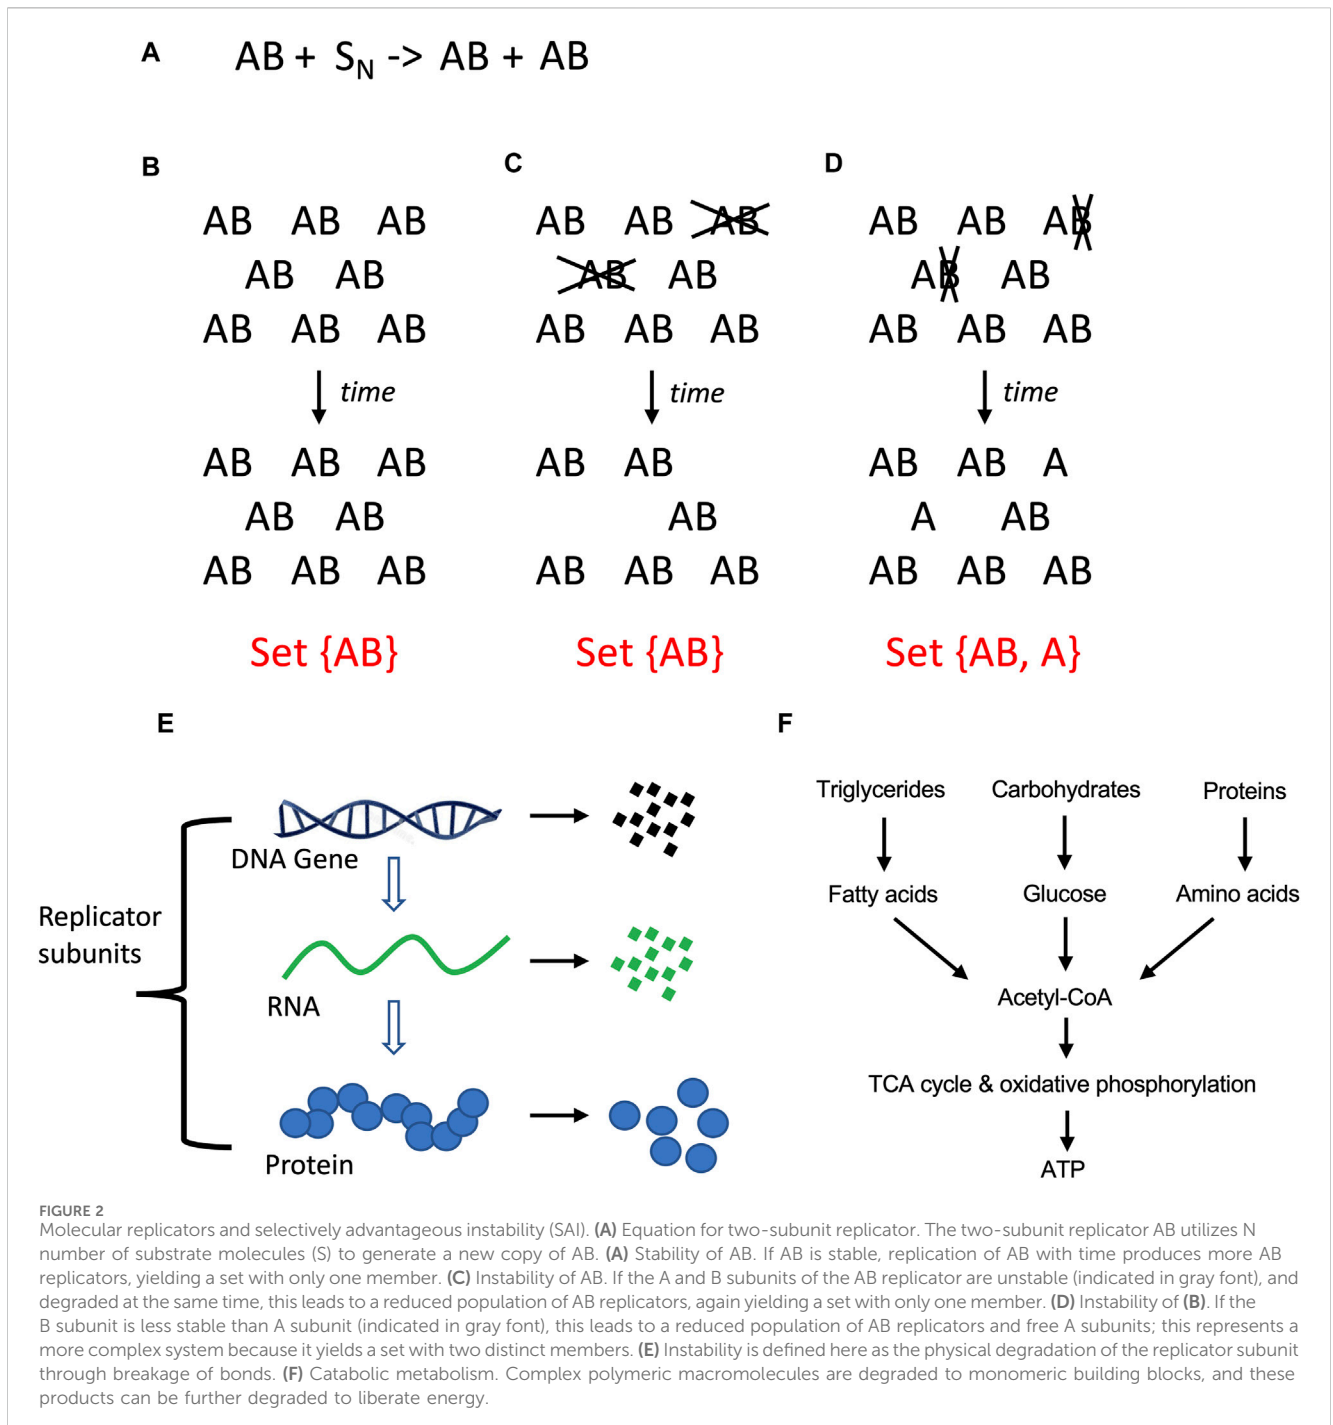 A
AB + S_N -> AB + AB
B
C
D
AB AB AB
AB AB
AB AB AB
time
AB AB AB
AB AB
AB AB AB
Set {AB}
AB AB AB
AB AB
AB AB AB
time
AB AB
AB
AB AB AB
Set {AB}
AB AB AB
AB AB
AB AB AB
time
AB AB A
A AB
AB AB AB
Set {AB, A}
E
Replicator
subunits
DNA Gene
RNA
Protein
F
Triglycerides Carbohydrates Proteins
Fatty acids Glucose Amino acids
Acetyl-CoA
TCA cycle & oxidative phosphorylation
ATP
FIGURE 2
Molecular replicators and selectively advantageous instability (SAI). (A) Equation for two-subunit replicator. The two-subunit replicator AB utilizes N
number of substrate molecules (S) to generate a new copy of AB. (A) Stability of AB. If AB is stable, replication of AB with time produces more AB
replicators, yielding a set with only one member. (C) Instability of AB. If the A and B subunits of the AB replicator are unstable (indicated in gray font), and
degraded at the same time, this leads to a reduced population of AB replicators, again yielding a set with only one member. (D) Instability of (B). If the
B subunit is less stable than A subunit (indicated in gray font), this leads to a reduced population of AB replicators and free A subunits; this represents a
more complex system because it yields a set with two distinct members. (E) Instability is defined here as the physical degradation of the replicator subunit
through breakage of bonds. (F) Catabolic metabolism. Complex polymeric macromolecules are degraded to monomeric building blocks, and these
products can be further degraded to liberate energy.